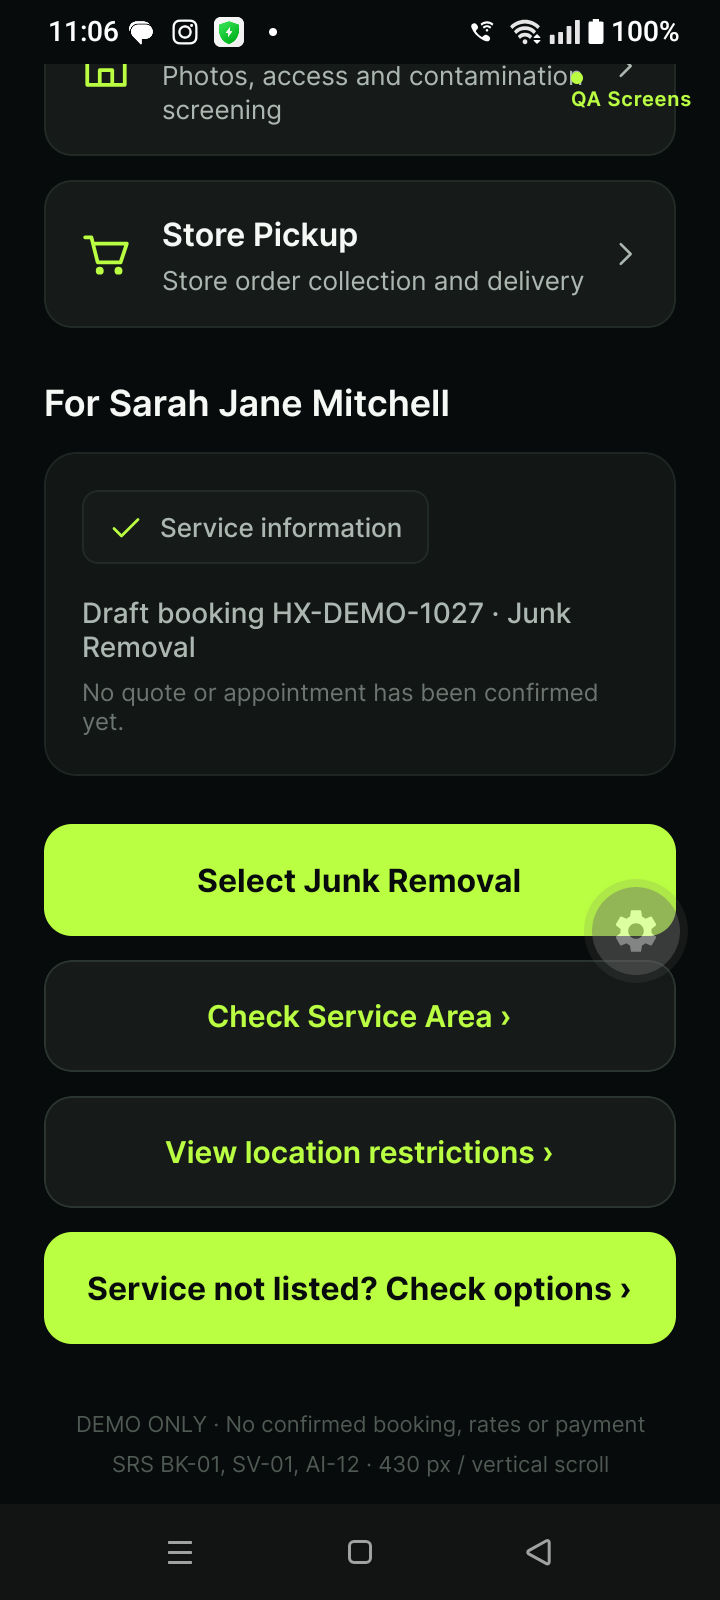 11:06
100%
Photos, access and contamination
screening
QA Screens
Store Pickup
Store order collection and delivery
For Sarah Jane Mitchell
Service information
Draft booking HX-DEMO-1027 · Junk
Removal
No quote or appointment has been confirmed
yet.
Select Junk Removal
Check Service Area ›
View location restrictions ›
Service not listed? Check options ›
DEMO ONLY · No confirmed booking, rates or payment
SRS BK-01, SV-01, AI-12 · 430 px / vertical scroll